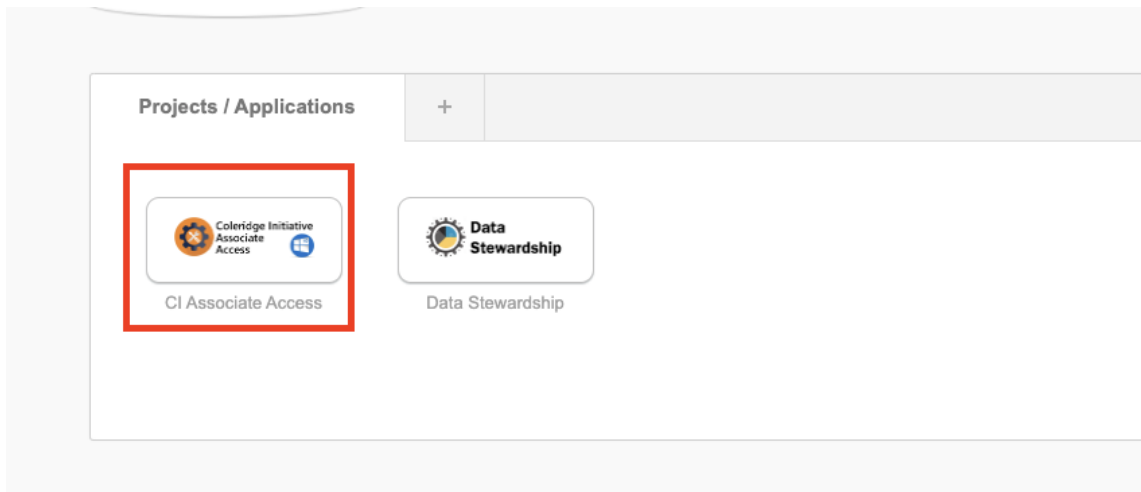 Projects / Applications
+
Coleridge Initiative
Associate
Access
Data
Stewardship
CI Associate Access
Data Stewardship